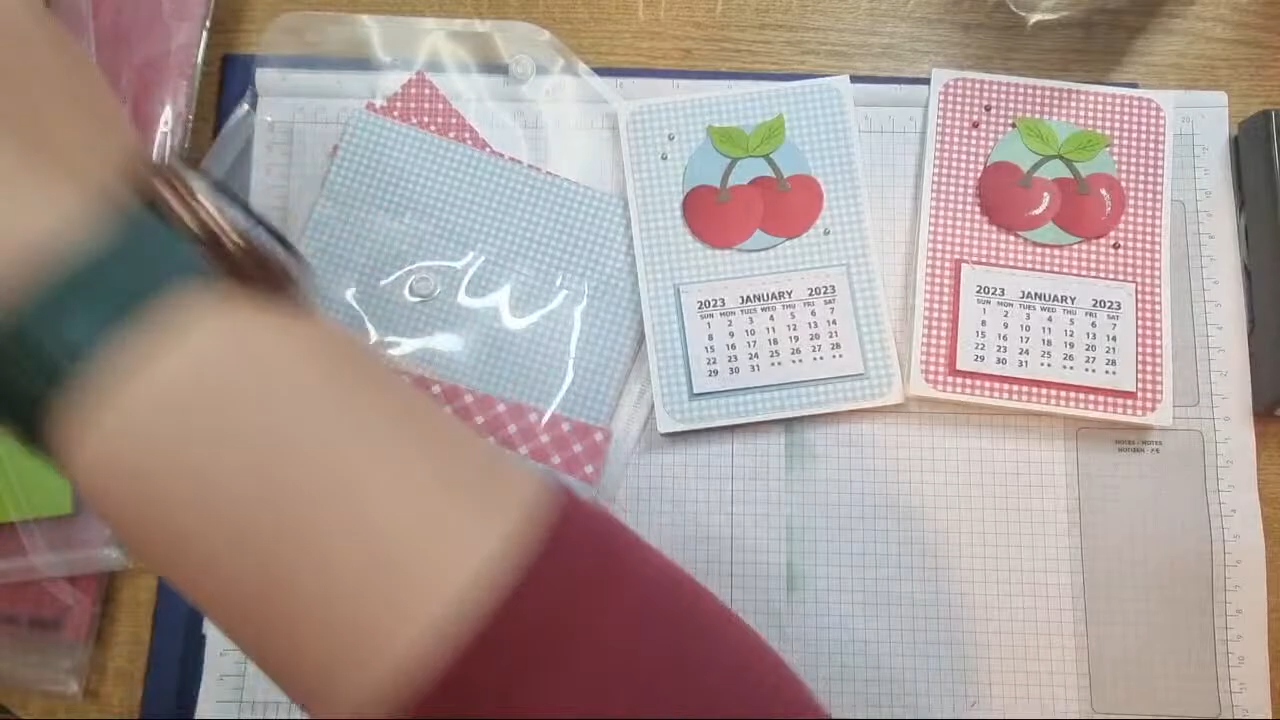 2023 JANUARY 2023
SUN MON TUES WED THU FRI SAT
1 2 3 4 5 6 7
8 9 10 11 12 13 14
15 16 17 18 19 20 21
22 23 24 25 26 27 28
29 30 31 ** ** ** **
2023 JANUARY 2023
SUN MON TUES WED THU FRI SAT
1 2 3 4 5 6 7
8 9 10 11 12 13 14
15 16 17 18 19 20 21
22 23 24 25 26 27 28
29 30 31 ** ** ** **
NOTES • NOTES
NOTIZEN •